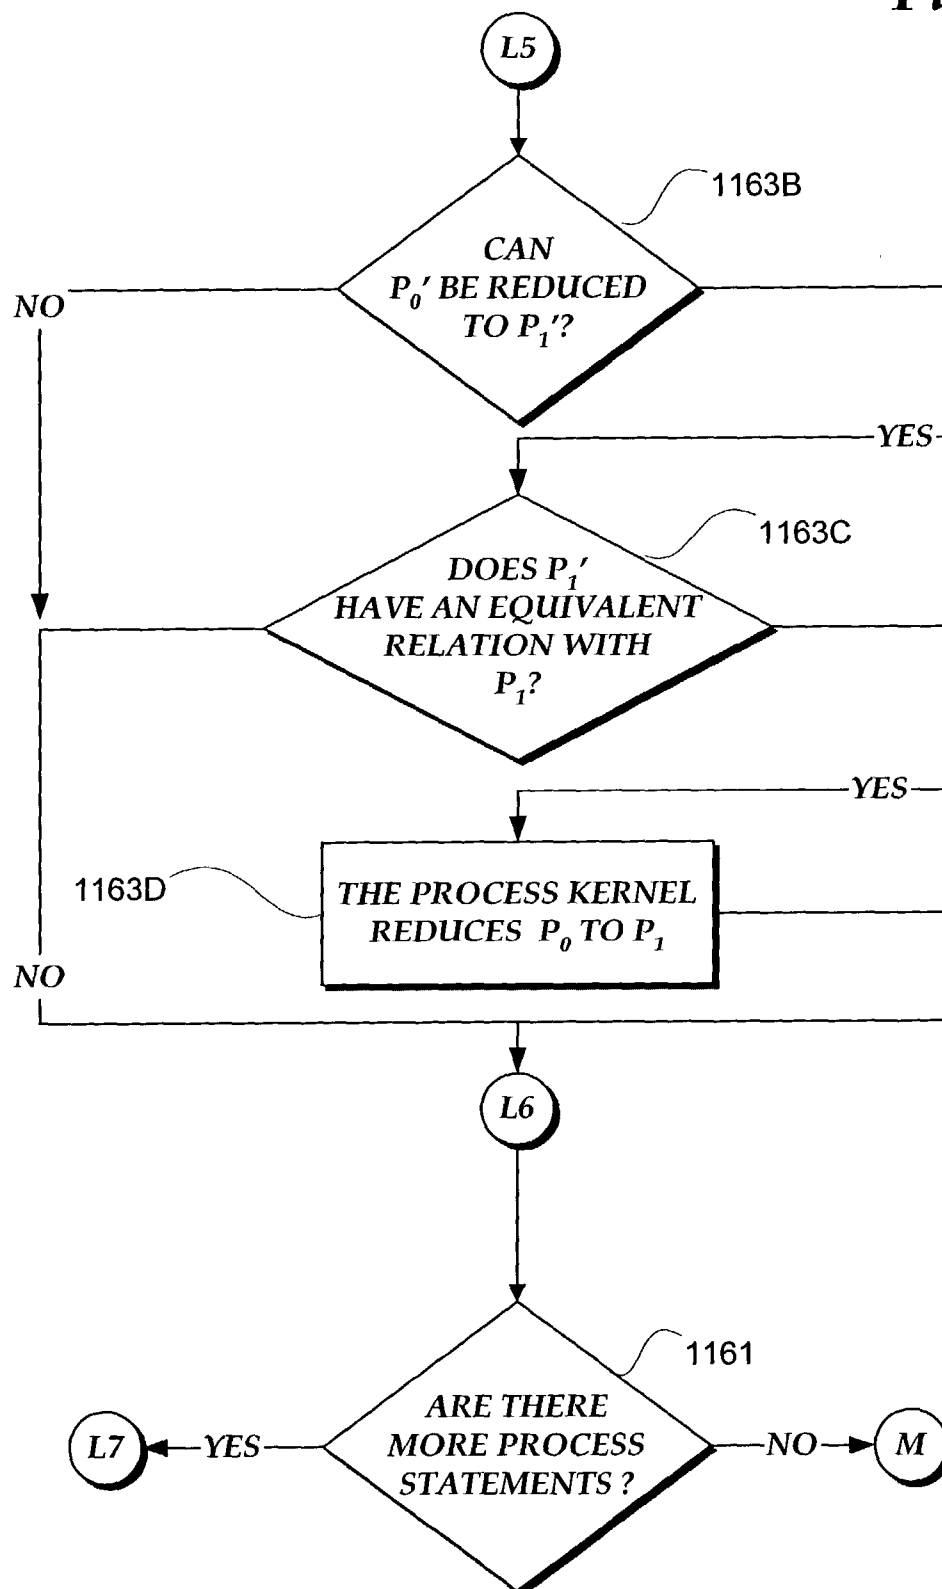 L5
1163B
CAN
P₀' BE REDUCED
TO P₁'?
NO
YES
1163C
DOES P₁'
HAVE AN EQUIVALENT
RELATION WITH
P₁?
YES
1163D
THE PROCESS KERNEL
REDUCES P₀ TO P₁
NO
L6
1161
ARE THERE
MORE PROCESS
STATEMENTS ?
L7
YES
NO
M